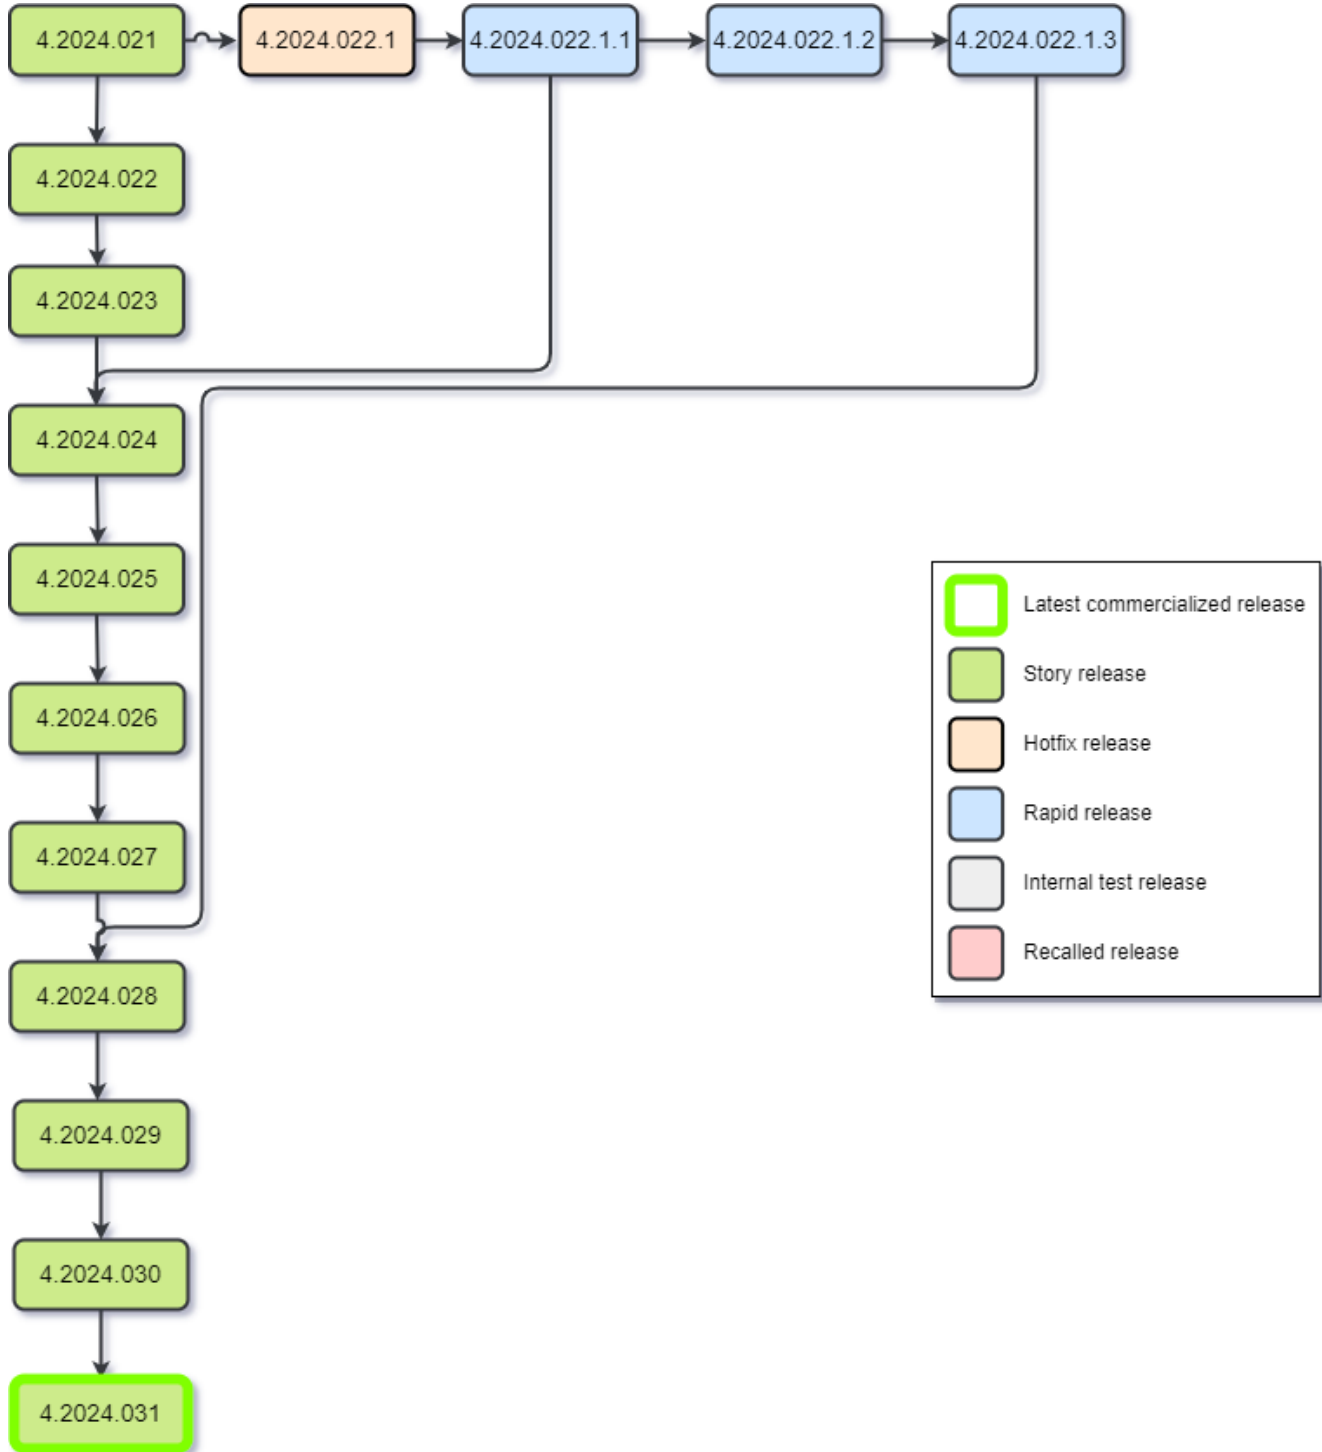 4.2024.021
4.2024.022.1
4.2024.022.1.1
4.2024.022.1.2
4.2024.022.1.3
4.2024.022
4.2024.023
4.2024.024
4.2024.025
4.2024.026
4.2024.027
4.2024.028
4.2024.029
4.2024.030
4.2024.031
Latest commercialized release
Story release
Hotfix release
Rapid release
Internal test release
Recalled release